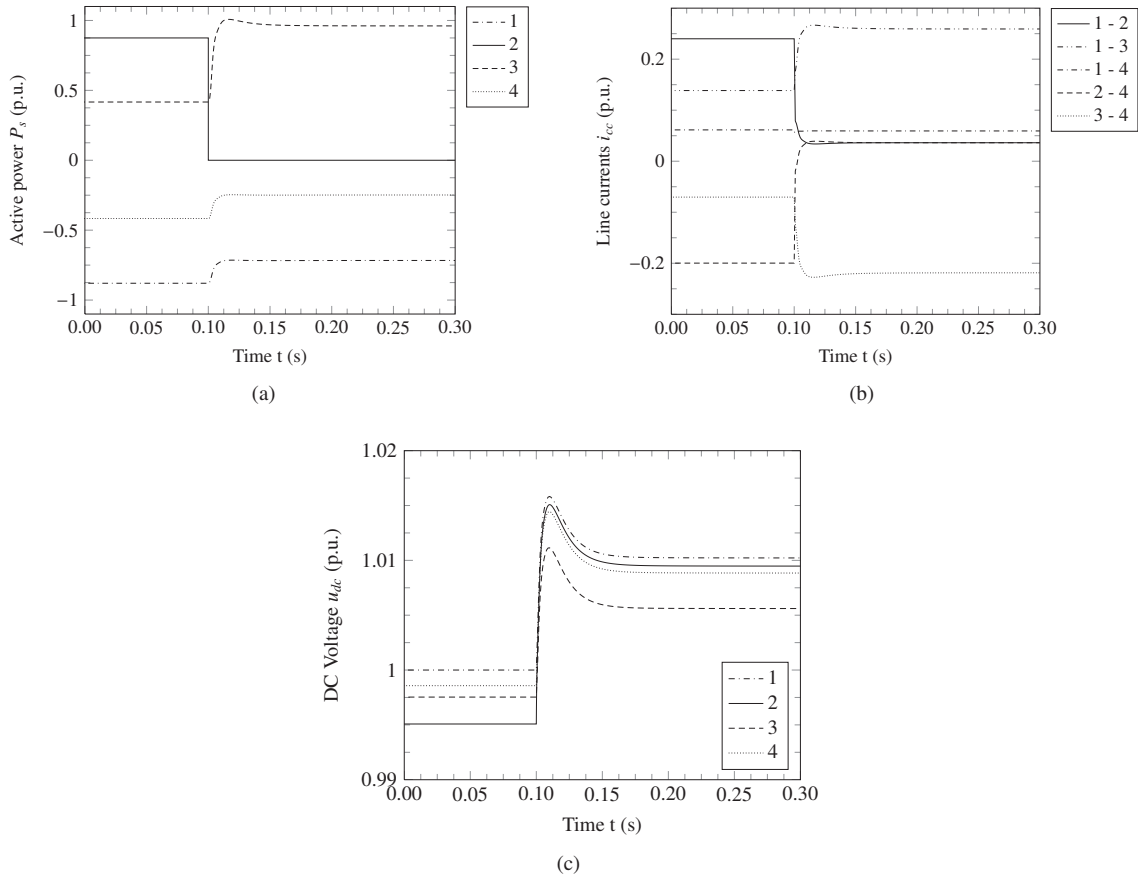 Active power P_s (p.u.)
1
0.5
0
−0.5
−1
0.00
0.05
0.10
0.15
0.20
0.25
0.30
Time t (s)
1
2
3
4
(a)
Line currents i_cc (p.u.)
0.2
0
−0.2
0.00
0.05
0.10
0.15
0.20
0.25
0.30
Time t (s)
1 - 2
1 - 3
1 - 4
2 - 4
3 - 4
(b)
DC Voltage u_dc (p.u.)
1.02
1.01
1
0.99
0.00
0.05
0.10
0.15
0.20
0.25
0.30
Time t (s)
1
2
3
4
(c)